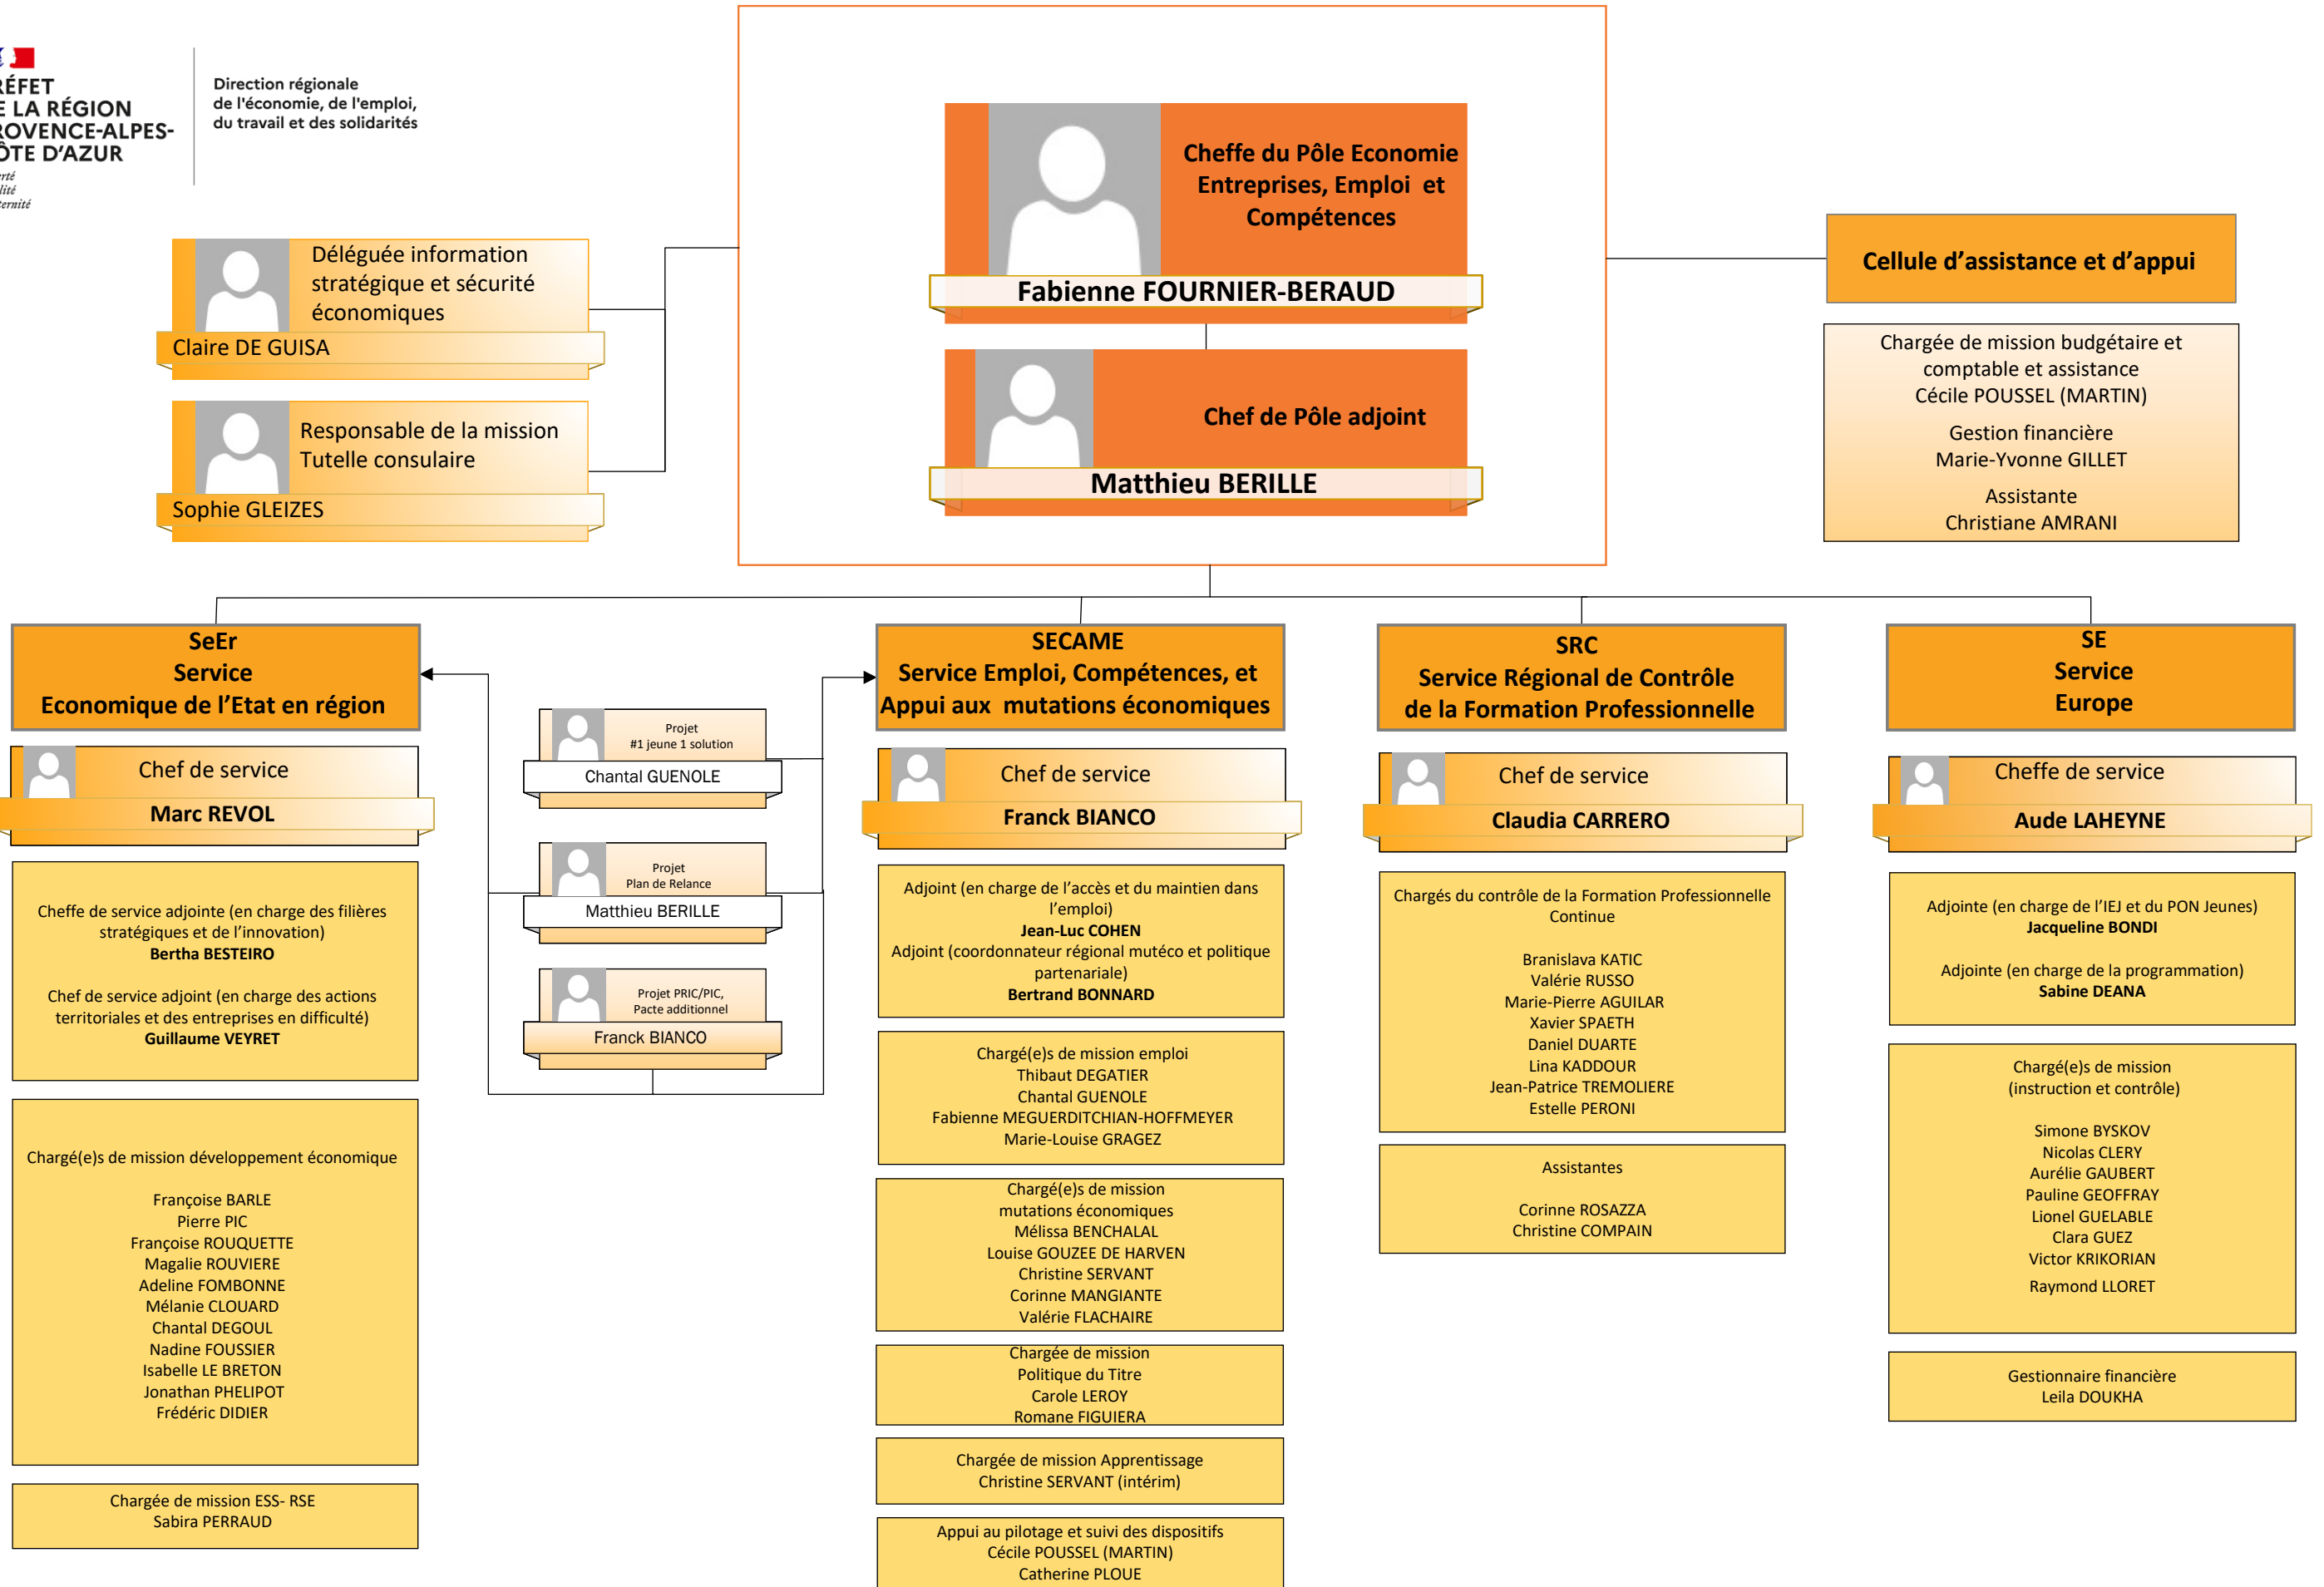 RÉFET
E LA RÉGION
ROVENCE-ALPES-
ÔTE D'AZUR
erté
lité
ternité
Direction régionale
de l'économie, de l'emploi,
du travail et des solidarités
Cheffe du Pôle Economie
Entreprises, Emploi et
Compétences
Fabienne FOURNIER-BERAUD
Chef de Pôle adjoint
Matthieu BERILLE
Déléguée information
stratégique et sécurité
économiques
Claire DE GUISA
Responsable de la mission
Tutelle consulaire
Sophie GLEIZES
Cellule d'assistance et d'appui
Chargée de mission budgétaire et
comptable et assistance
Cécile POUSSEL (MARTIN)
Gestion financière
Marie-Yvonne GILLET
Assistante
Christiane AMRANI
SeEr
Service
Economique de l'Etat en région
Chef de service
Marc REVOL
Cheffe de service adjointe (en charge des filières
stratégiques et de l'innovation)
Bertha BESTEIRO
Chef de service adjoint (en charge des actions
territoriales et des entreprises en difficulté)
Guillaume VEYRET
Chargé(e)s de mission développement économique
Françoise BARLE
Pierre PIC
Françoise ROUQUETTE
Magalie ROUVIERE
Adeline FOMBONNE
Mélanie CLOUARD
Chantal DEGOUL
Nadine FOUSSIER
Isabelle LE BRETON
Jonathan PHELIPOT
Frédéric DIDIER
Chargée de mission ESS- RSE
Sabira PERRAUD
Projet
#1 jeune 1 solution
Chantal GUENOLE
Projet
Plan de Relance
Matthieu BERILLE
Projet PRIC/PIC,
Pacte additionnel
Franck BIANCO
SECAME
Service Emploi, Compétences, et
Appui aux mutations économiques
Chef de service
Franck BIANCO
Adjoint (en charge de l'accès et du maintien dans
l'emploi)
Jean-Luc COHEN
Adjoint (coordonnateur régional mutéco et politique
partenariale)
Bertrand BONNARD
Chargé(e)s de mission emploi
Thibaut DEGATIER
Chantal GUENOLE
Fabienne MEGUERDITCHIAN-HOFFMEYER
Marie-Louise GRAGEZ
Chargé(e)s de mission
mutations économiques
Mélissa BENCHALAL
Louise GOUZEE DE HARVEN
Christine SERVANT
Corinne MANGIANTE
Valérie FLACHAIRE
Chargée de mission
Politique du Titre
Carole LEROY
Romane FIGUIERA
Chargée de mission Apprentissage
Christine SERVANT (intérim)
Appui au pilotage et suivi des dispositifs
Cécile POUSSEL (MARTIN)
Catherine PLOUE
SRC
Service Régional de Contrôle
de la Formation Professionnelle
Chef de service
Claudia CARRERO
Chargés du contrôle de la Formation Professionnelle
Continue
Branislava KATIC
Valérie RUSSO
Marie-Pierre AGUILAR
Xavier SPAETH
Daniel DUARTE
Lina KADDOUR
Jean-Patrice TREMOLIERE
Estelle PERONI
Assistantes
Corinne ROSAZZA
Christine COMPAIN
SE
Service
Europe
Cheffe de service
Aude LAHEYNE
Adjointe (en charge de l'IEJ et du PON Jeunes)
Jacqueline BONDI
Adjointe (en charge de la programmation)
Sabine DEANA
Chargé(e)s de mission
(instruction et contrôle)
Simone BYSKOV
Nicolas CLERY
Aurélie GAUBERT
Pauline GEOFFRAY
Lionel GUELABLE
Clara GUEZ
Victor KRIKORIAN
Raymond LLORET
Gestionnaire financière
Leila DOUKHA